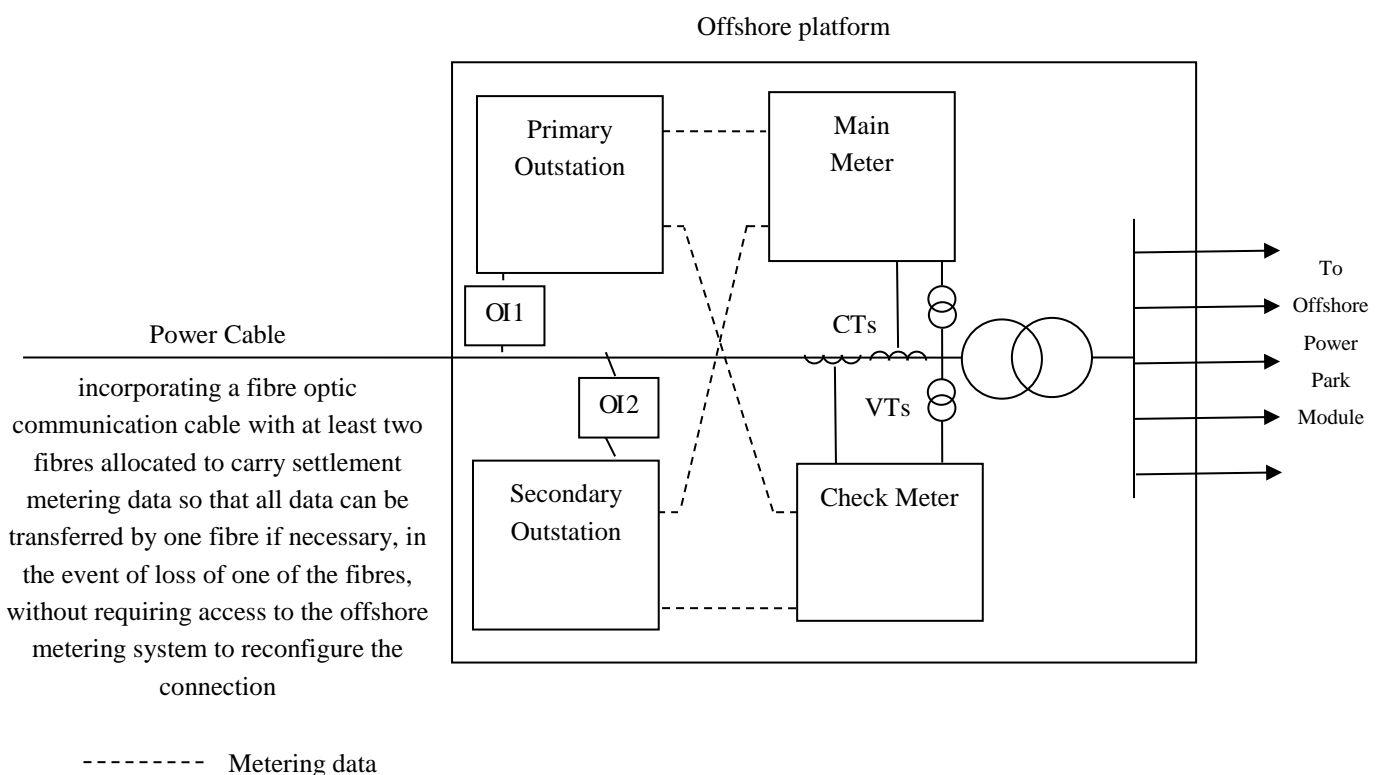 Offshore platform
Primary
Outstation
Main
Meter
OI1
CTs
Power Cable
incorporating a fibre optic
communication cable with at least two
fibres allocated to carry settlement
metering data so that all data can be
transferred by one fibre if necessary, in
the event of loss of one of the fibres,
without requiring access to the offshore
metering system to reconfigure the
connection
OI2
VTs
Secondary
Outstation
Check Meter
To
Offshore
Power
Park
Module
Metering data